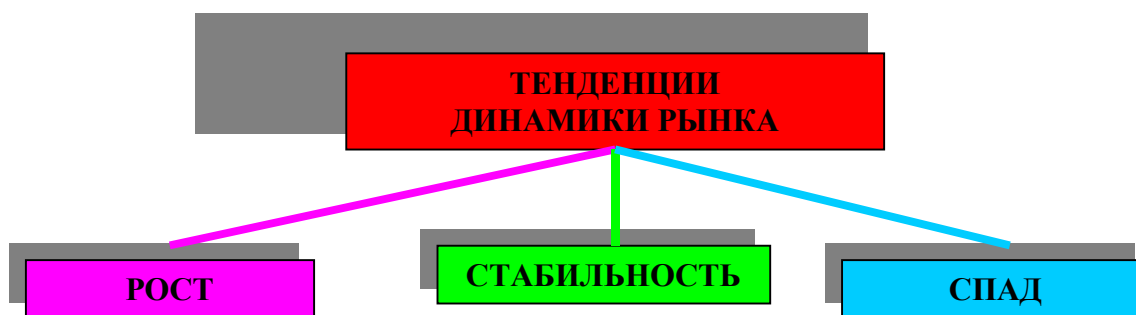 ТЕНДЕНЦИИ
ДИНАМИКИ РЫНКА
РОСТ
СТАБИЛЬНОСТЬ
СПАД